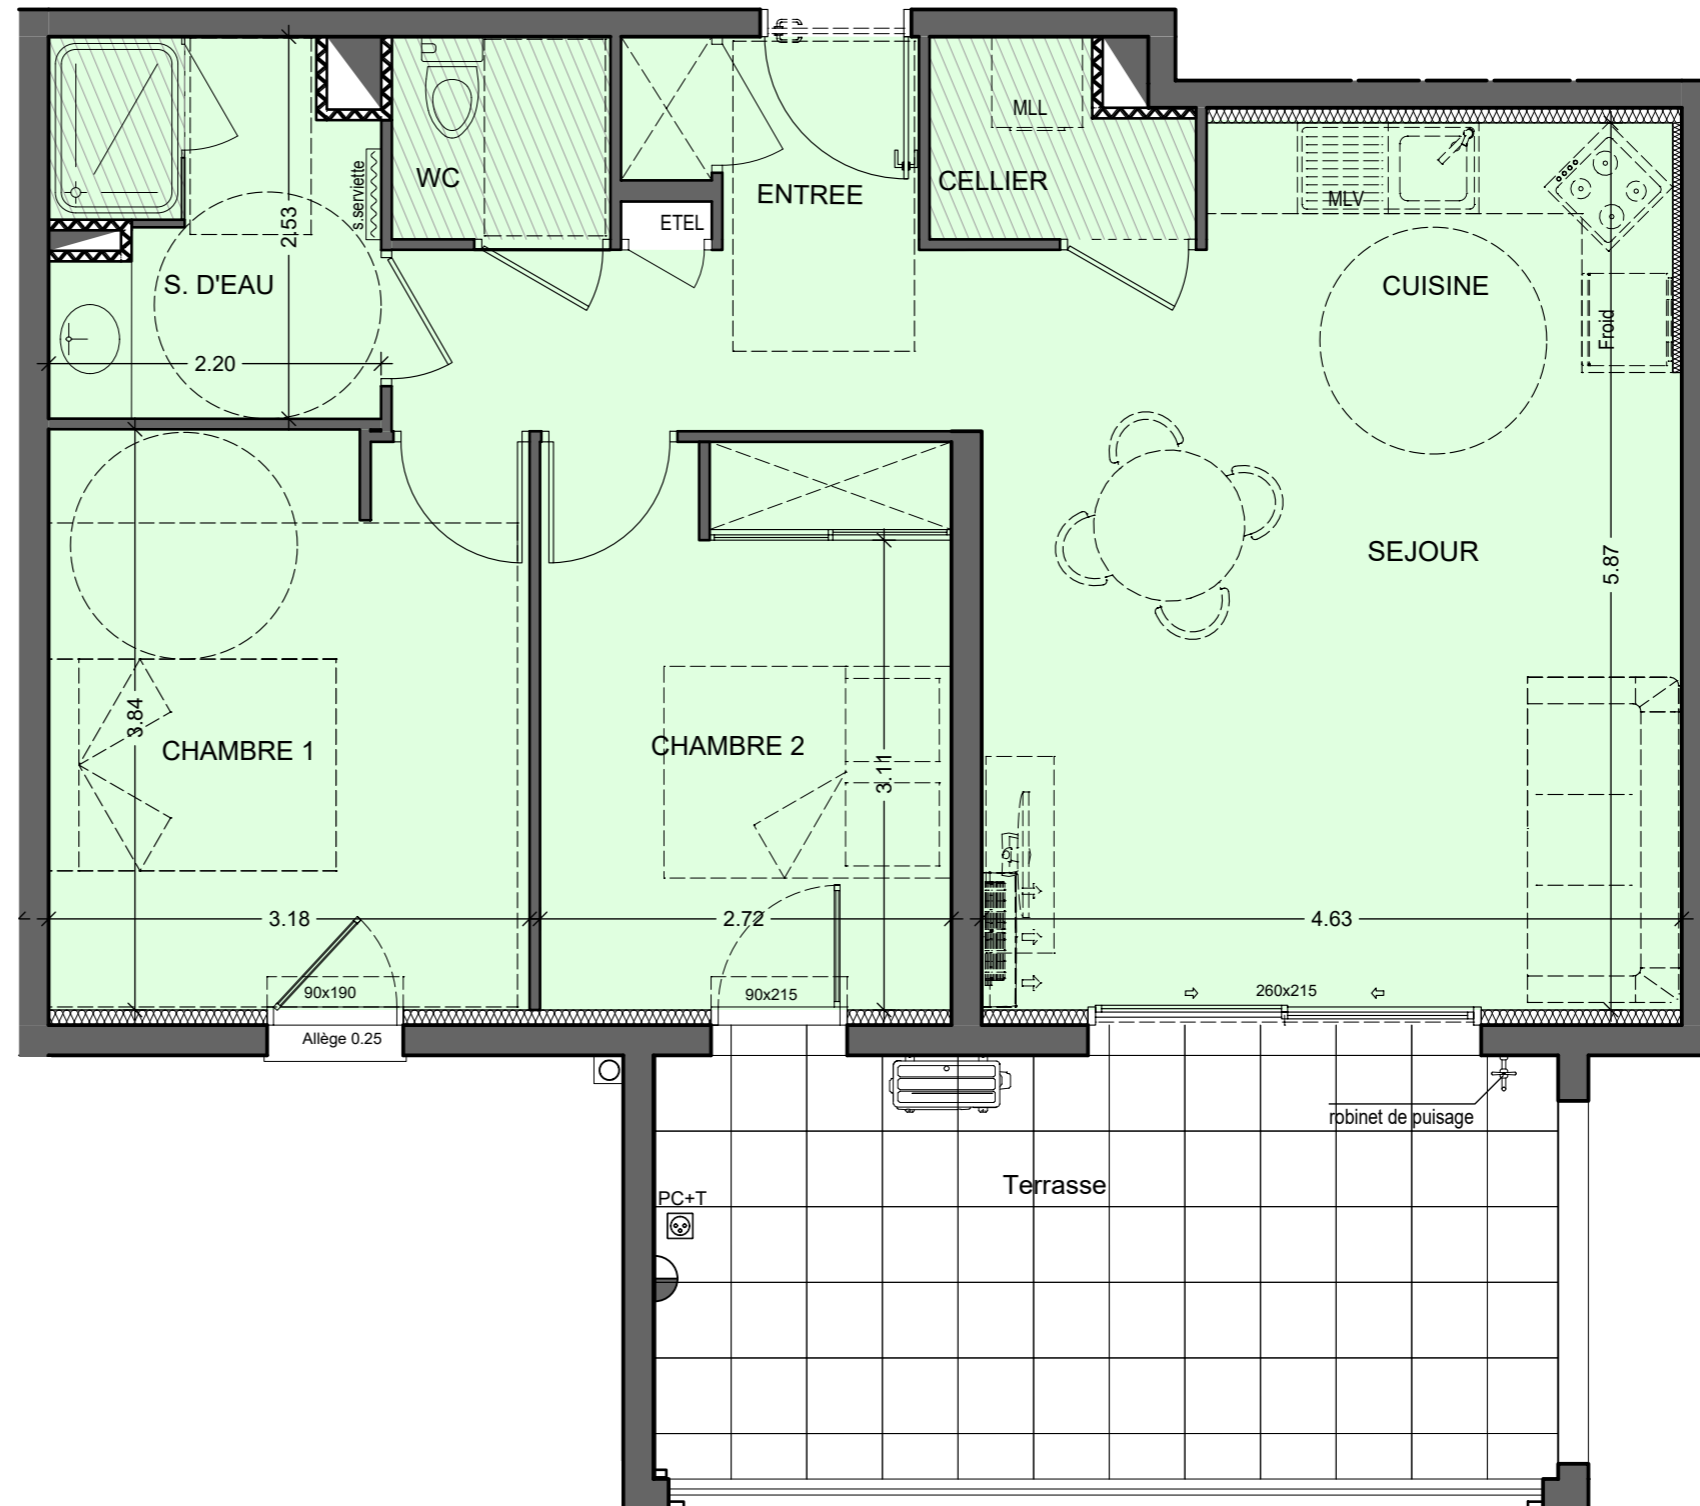 MLL
WC
s.serviette
ENTREE
CELLIER
MLV
ETEL
2.53
S. D'EAU
CUISINE
Froid
2.20
SEJOUR
5.87
3.84
CHAMBRE 1
CHAMBRE 2
3.11
3.18
2.72
4.63
90x190
90x215
260x215
Allège 0.25
robinet de puisage
Terrasse
PC+T